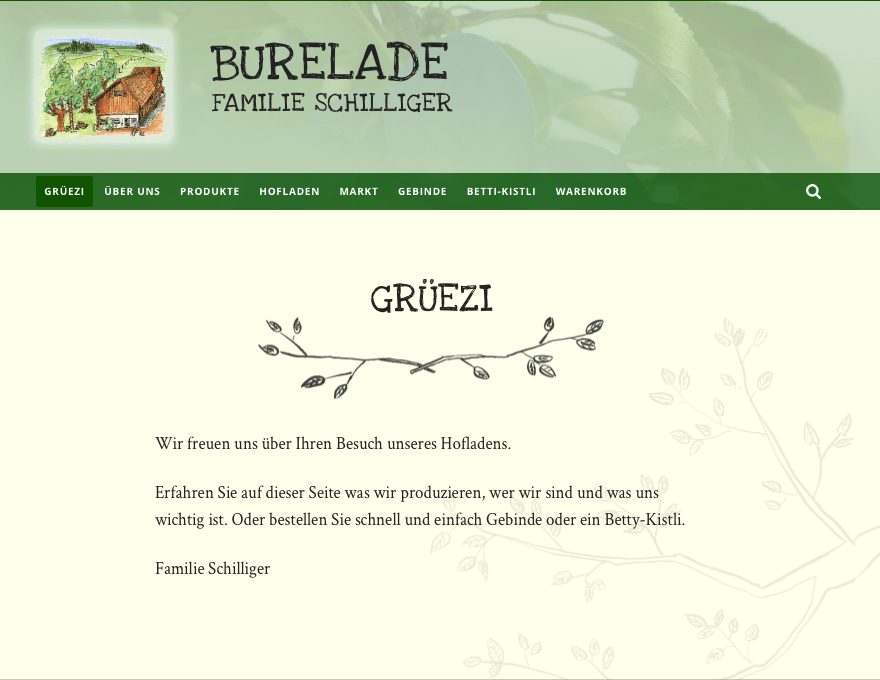 BURELADE
FAMILIE SCHILLIGER
GRÜEZI ÜBER UNS PRODUKTE HOFLADEN MARKT GEBINDE BETTI-KISTLI WARENKORB
GRÜEZI
Wir freuen uns über Ihren Besuch unseres Hofladens.
Erfahren Sie auf dieser Seite was wir produzieren, wer wir sind und was uns
wichtig ist. Oder bestellen Sie schnell und einfach Gebinde oder ein Betty-Kistli.
Familie Schilliger